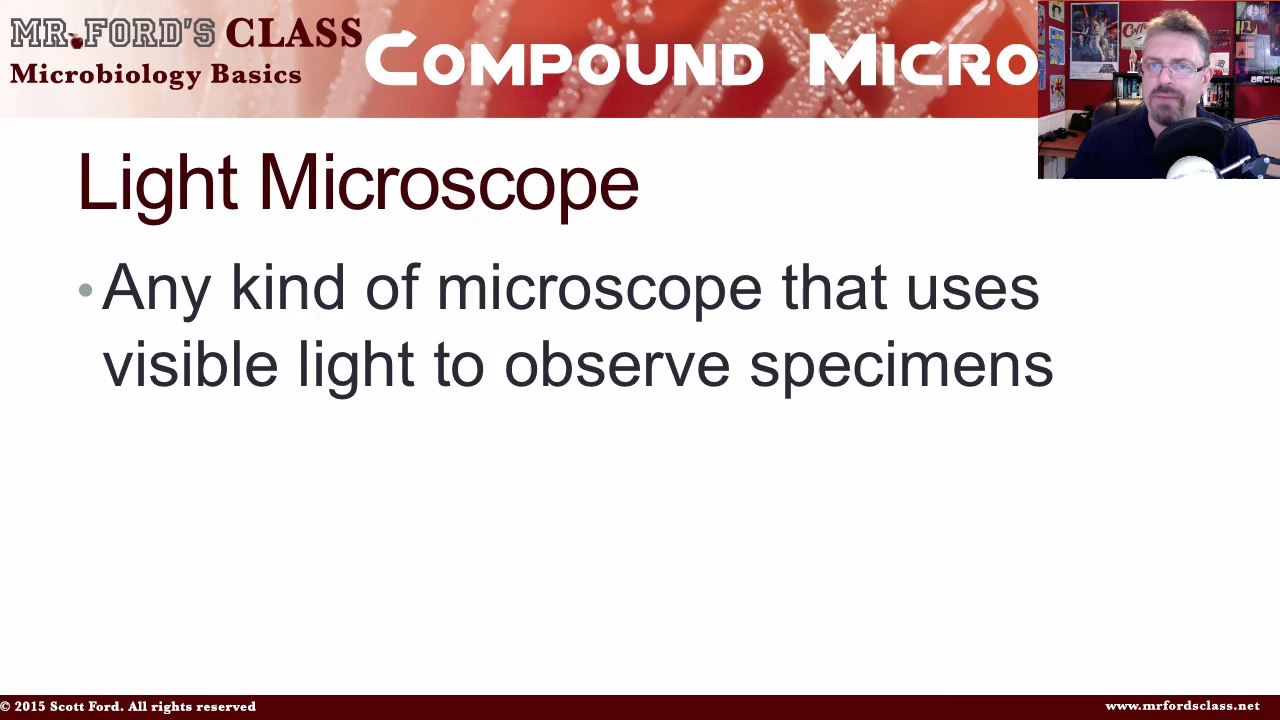 MR. FORD'S CLASS
Microbiology Basics
COMPOUND MICRO
Light Microscope
• Any kind of microscope that uses
visible light to observe specimens
© 2015 Scott Ford. All rights reserved
www.mrfordsclass.net